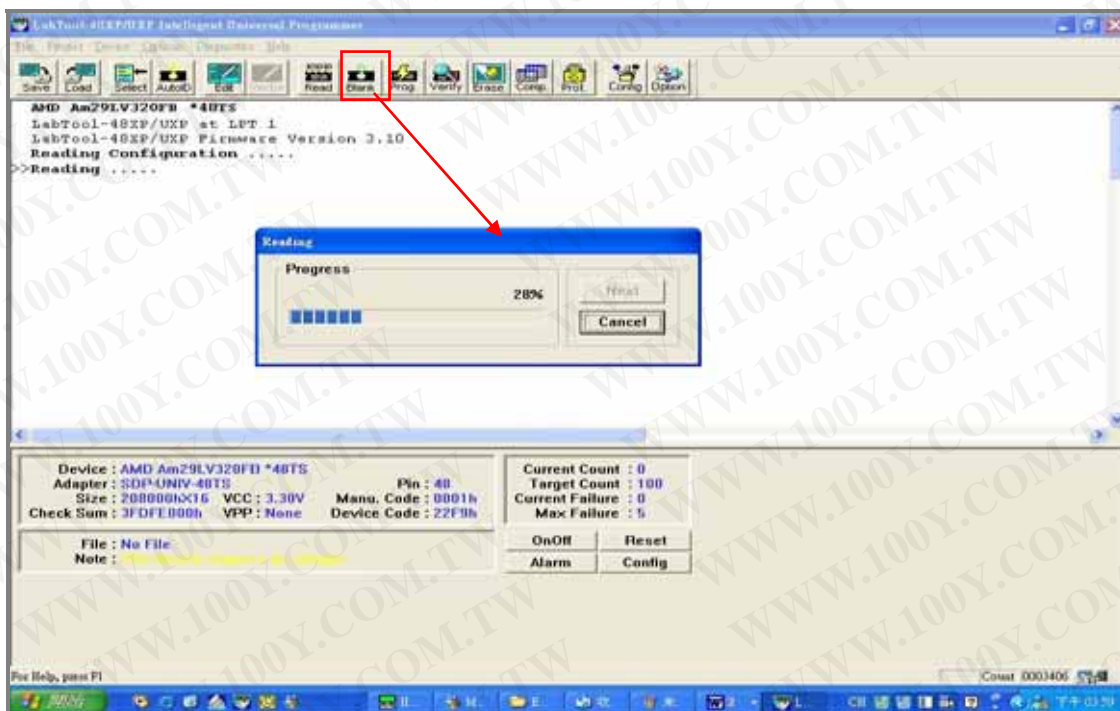 LabTool-48XP/UXP Intelligent Universal Programmer
File Device Options Diagnostics Help
Save Load Select AutoID Edit Read Blank Prog Verify Erase Comp. Prot. Config Option
AMD Am29LV320FB *48TS
LabTool-48XP/UXP at LPT 1
LabTool-48XP/UXP Firmware Version 3.10
Reading Configuration .....
>>Reading .....
Reading
Progress
28%
Next
Cancel
Device : AMD *48TS
Adapter : SDP-UNIV-48TS Pin : 48
Size : VCC : 3.30V Manu. Code : 0001h
Check Sum : VPP : None Device Code : 22F9h
File : No File
Note :
Current Count : 0
Target Count : 100
Current Failure : 0
Max Failure : 5
OnOff Reset
Alarm Config
For Help, press F1
Count 0003406
WWW.100Y.COM.TW